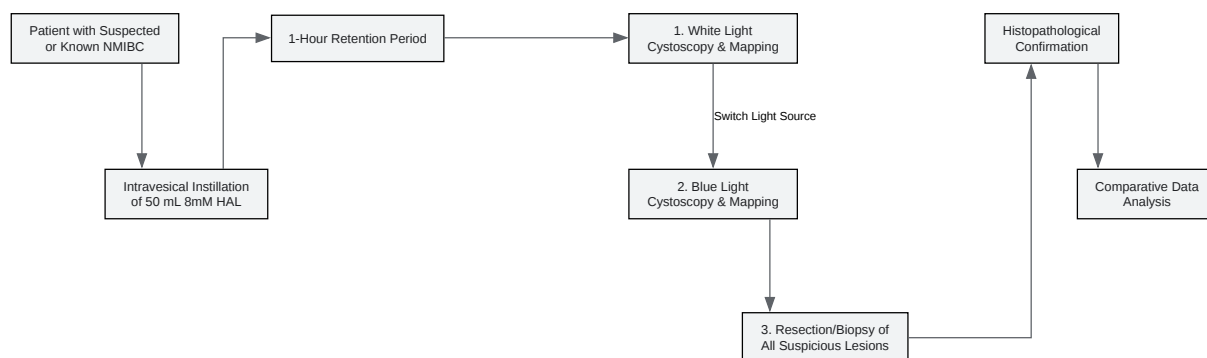 Patient with Suspected
or Known NMIBC
Intravesical Instillation
of 50 mL 8mM HAL
1-Hour Retention Period
1. White Light
Cystoscopy & Mapping
Switch Light Source
2. Blue Light
Cystoscopy & Mapping
3. Resection/Biopsy of
All Suspicious Lesions
Histopathological
Confirmation
Comparative Data
Analysis